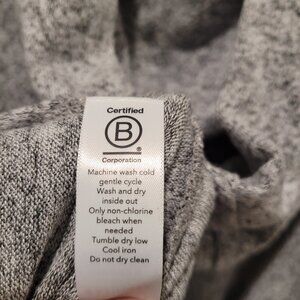 Certified
B
®
Corporation
Machine wash cold
gentle cycle
Wash and dry
inside out
Only non-chlorine
bleach when
needed
Tumble dry low
Cool iron
Do not dry clean